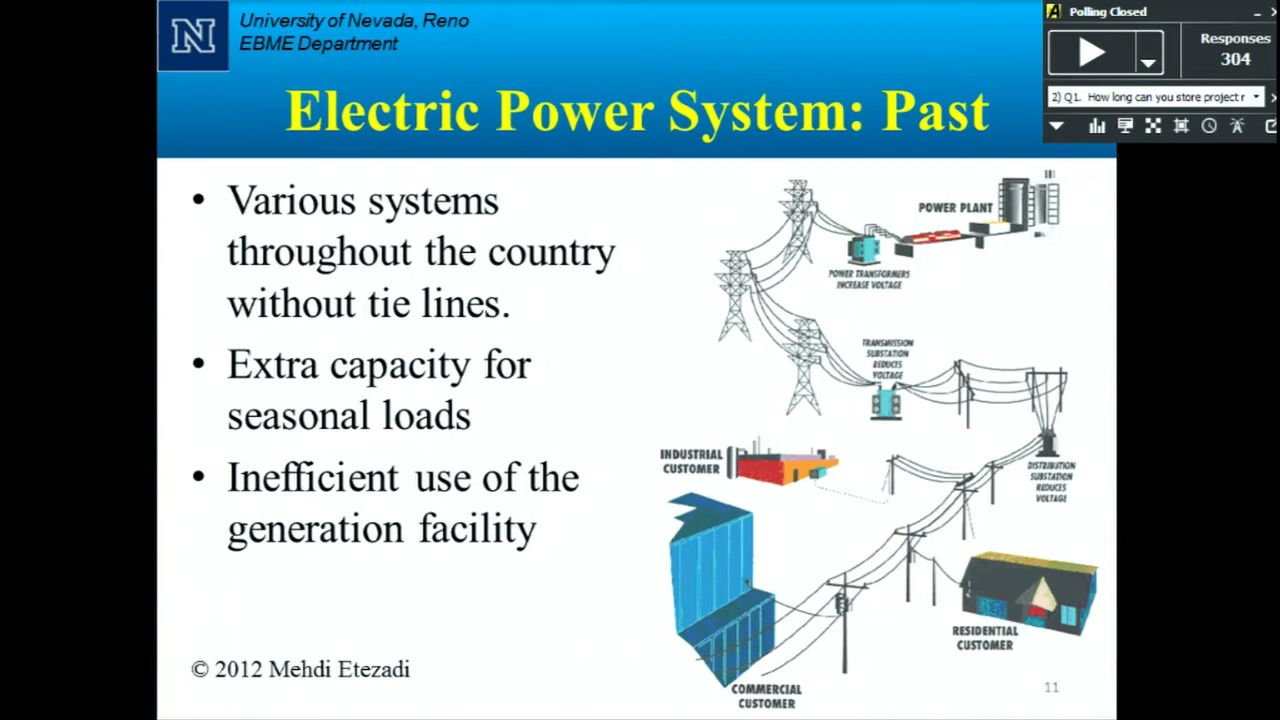 University of Nevada, Reno
EBME Department
N
Polling Closed
Responses
304
2) Q1. How long can you store project r
Electric Power System: Past
• Various systems
throughout the country
without tie lines.
• Extra capacity for
seasonal loads
• Inefficient use of the
generation facility
POWER PLANT
POWER TRANSFORMERS
INCREASE VOLTAGE
TRANSMISSION
SUBSTATION
REDUCES
VOLTAGE
INDUSTRIAL
CUSTOMER
DISTRIBUTION
SUBSTATION
REDUCES
VOLTAGE
RESIDENTIAL
CUSTOMER
COMMERCIAL
CUSTOMER
© 2012 Mehdi Etezadi
11